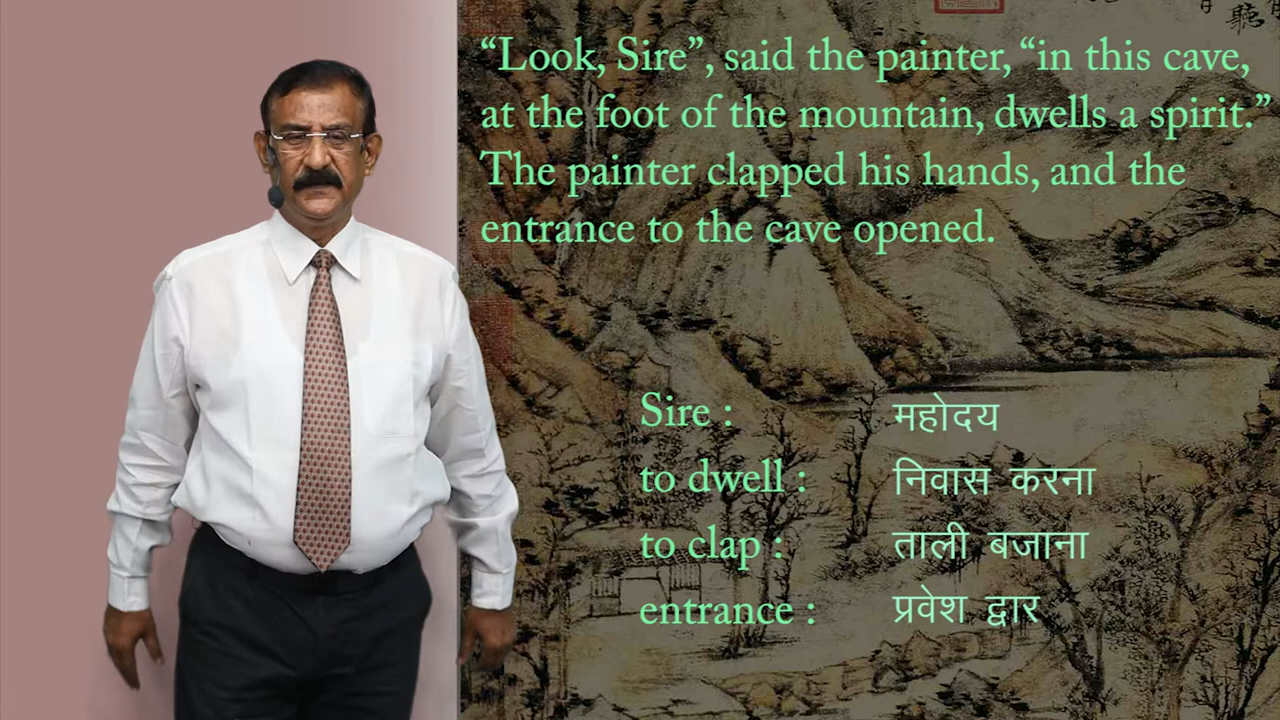 聽
“Look, Sire”, said the painter, “in this cave,
at the foot of the mountain, dwells a spirit.”
The painter clapped his hands, and the
entrance to the cave opened.
Sire : महोदय
to dwell : निवास करना
to clap : ताली बजाना
entrance : प्रवेश द्वार